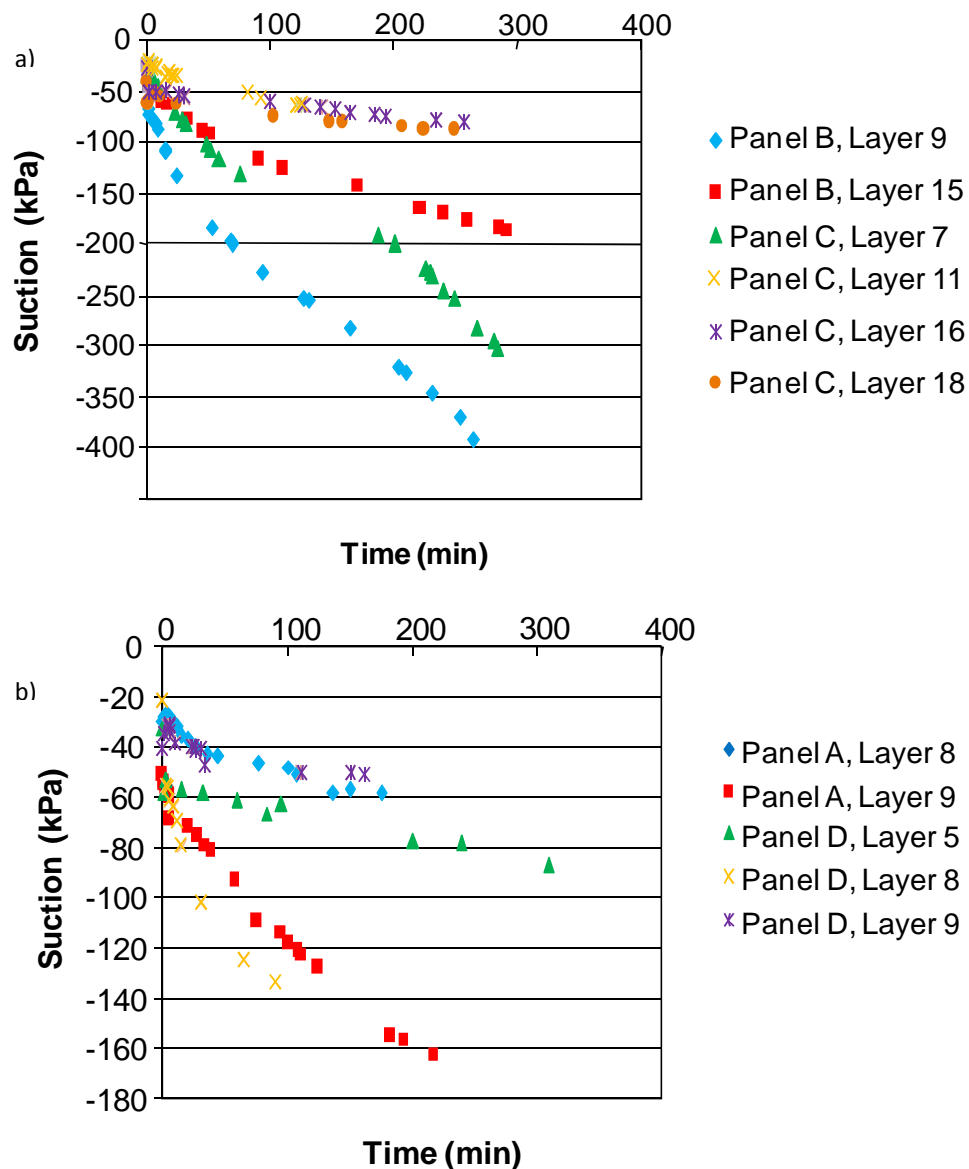 a)
0 100 200 300 400
0
-50
-100
-150
-200
-250
-300
-350
-400
Suction (kPa)
Time (min)
Panel B, Layer 9
Panel B, Layer 15
Panel C, Layer 7
Panel C, Layer 11
Panel C, Layer 16
Panel C, Layer 18
b)
0 100 200 300 400
0
-20
-40
-60
-80
-100
-120
-140
-160
-180
Suction (kPa)
Time (min)
Panel A, Layer 8
Panel A, Layer 9
Panel D, Layer 5
Panel D, Layer 8
Panel D, Layer 9